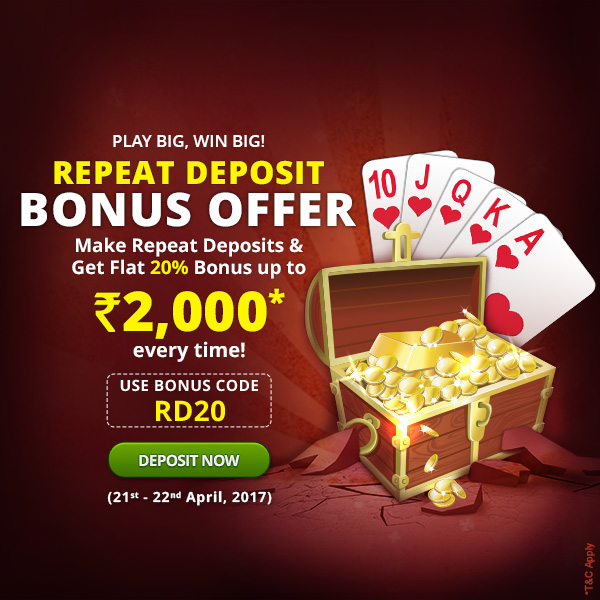 PLAY BIG, WIN BIG!
REPEAT DEPOSIT
BONUS OFFER
Make Repeat Deposits &
Get Flat 20% Bonus up to
₹2,000*
every time!
USE BONUS CODE
RD20
DEPOSIT NOW
(21st - 22nd April, 2017)
10 J Q K A
*T&C Apply